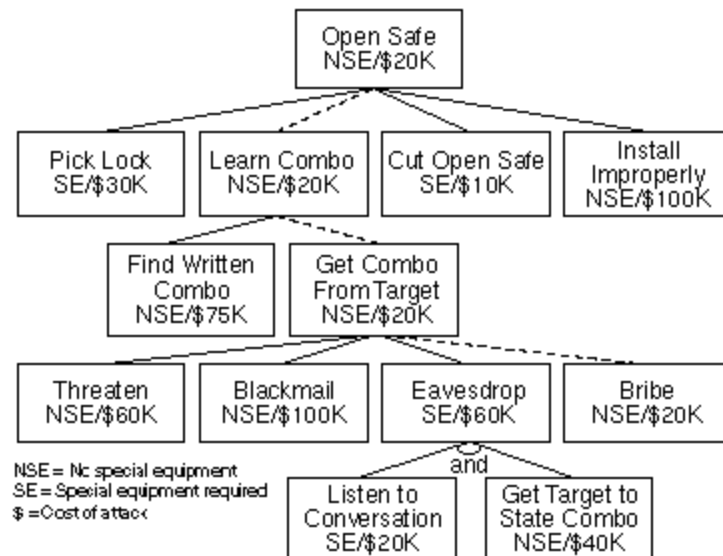 Open Safe
NSE/$20K
Pick Lock
SE/$30K
Learn Combo
NSE/$20K
Cut Open Safe
SE/$10K
Install
Improperly
NSE/$100K
Find Written
Combo
NSE/$75K
Get Combo
From Target
NSE/$20K
Threaten
NSE/$60K
Blackmail
NSE/$100K
Eavesdrop
SE/$60K
Bribe
NSE/$20K
and
NSE = No special equipment
SE = Special equipment required
$ = Cost of attack
Listen to
Conversation
SE/$20K
Get Target to
State Combo
NSE/$40K